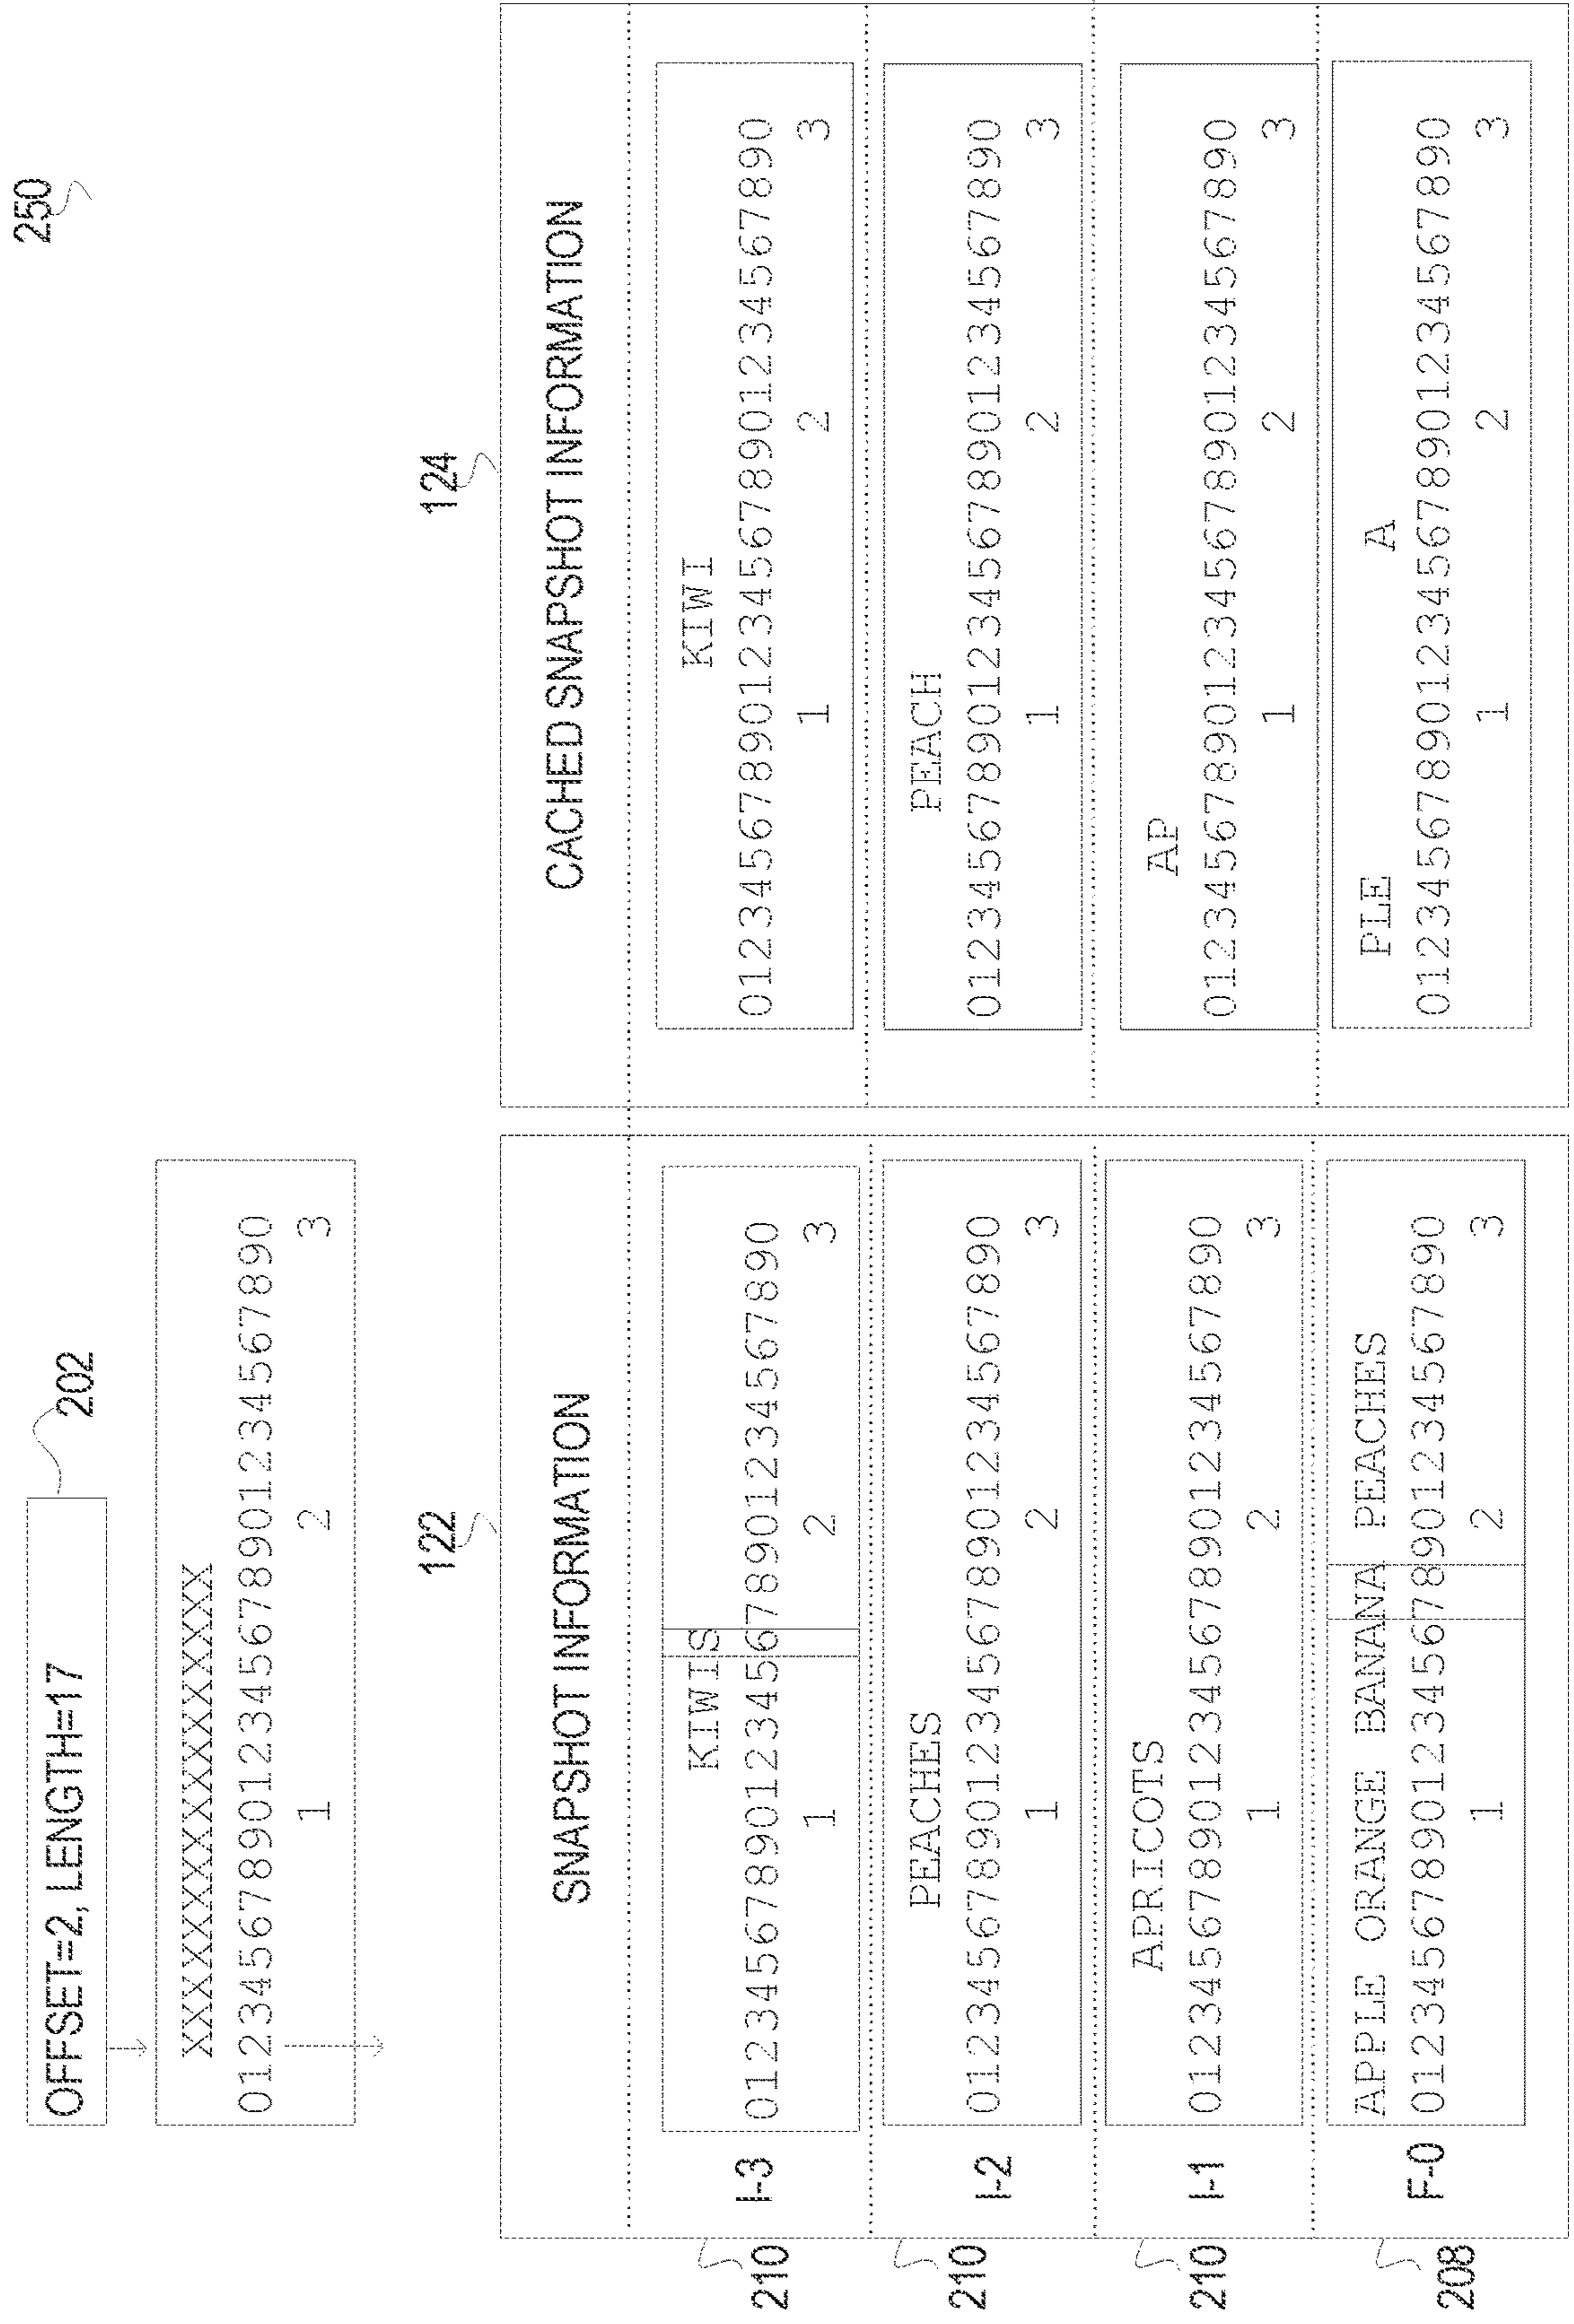 250
202
OFFSET=2, LENGTH=17
XXXXXXXXXXXXXXXXX
0123456789012345678901234567890
1 2 3
122
124
SNAPSHOT INFORMATION
CACHED SNAPSHOT INFORMATION
210
I-3
KIWIS
0123456789012345678901234567890
1 2 3
KIWI
0123456789012345678901234567890
1 2 3
210
I-2
PEACHES
0123456789012345678901234567890
1 2 3
PEACH
0123456789012345678901234567890
1 2 3
210
I-1
APRICOTS
0123456789012345678901234567890
1 2 3
AP
0123456789012345678901234567890
1 2 3
208
F-0
APPLE ORANGE BANANA PEACHES
0123456789012345678901234567890
1 2 3
PLE A
0123456789012345678901234567890
1 2 3